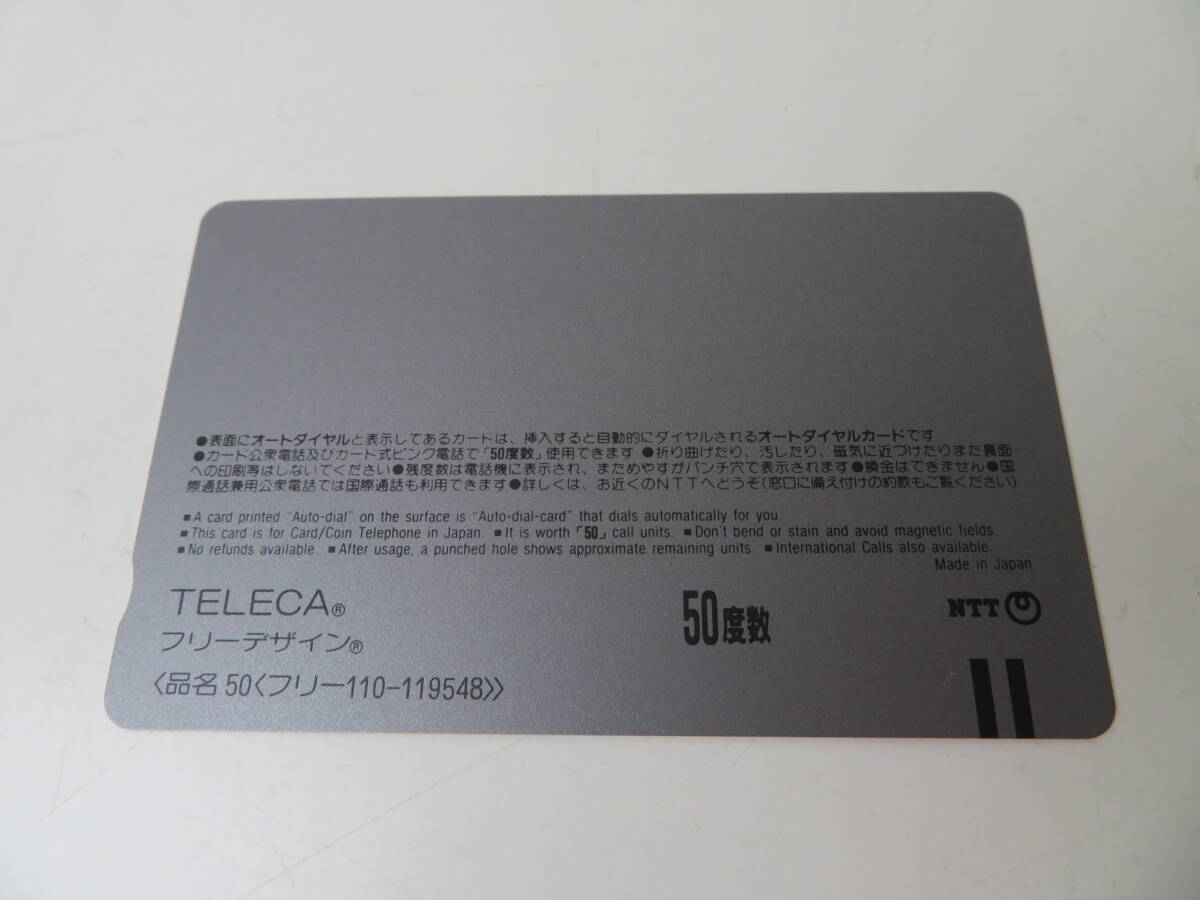 ●表面にオートダイヤルと表示してあるカードは、挿入すると自動的にダイヤルされるオートダイヤルカードです
●カード公衆電話及びカード式ピンク電話で「50度数」使用できます ●折り曲げたり、汚したり、磁気に近づけたりまた裏面
への印刷等はしないでください●残度数は電話機に表示され、まためやすがパンチ穴で表示されます●換金はできません●国
際通話兼用公衆電話では国際通話も利用できます●詳しくは、お近くのNTTへどうぞ(窓口に備え付けの約款もご覧ください)
■A card printed "Auto-dial" on the surface is "Auto-dial-card" that dials automatically for you.
■This card is for Card/Coin Telephone in Japan. ■It is worth「50」call units. ■Don't bend or stain and avoid magnetic fields.
■No refunds available. ■After usage, a punched hole shows approximate remaining units. ■International Calls also available.
Made in Japan
TELECA®
50度数
NTT
フリーデザイン®
〈品名 50〈フリー110-119548〉〉